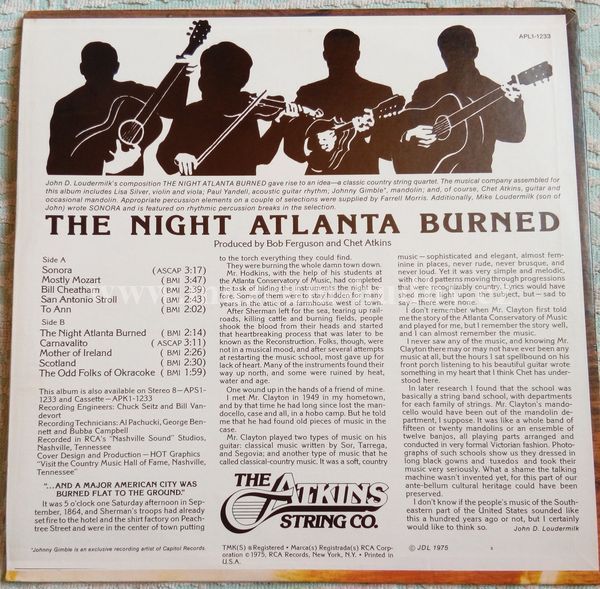 APL1-1233
John D. Loudermilk's composition THE NIGHT ATLANTA BURNED gave rise to an idea—a classic country string quartet. The musical company assembled for
this album includes Lisa Silver, violin and viola; Paul Yandell, acoustic guitar rhythm; Johnny Gimble*, mandolin; and, of course, Chet Atkins, guitar and
occasional mandolin. Appropriate percussion elements on a couple of selections were supplied by Farrell Morris. Additionally, Mike Loudermilk (son of
John) wrote SONORA and is featured on rhythmic percussion breaks in the selection.
THE NIGHT ATLANTA BURNED
Produced by Bob Ferguson and Chet Atkins
Side A
Sonora (ASCAP 3:17)
Mostly Mozart (BMI 3:47)
Bill Cheatham (BMI 2:39)
San Antonio Stroll (BMI 2:43)
To Ann (BMI 2:02)
Side B
The Night Atlanta Burned (BMI 2:14)
Carnavalito (ASCAP 3:11)
Mother of Ireland (BMI 2:26)
Scotland (BMI 2:30)
The Odd Folks of Okracoke (BMI 1:59)
This album is also available on Stereo 8—APS1-
1233 and Cassette—APK1-1233
Recording Engineers: Chuck Seitz and Bill Van-
devort
Recording Technicians: Al Pachucki, George Ben-
nett and Bubba Campbell
Recorded in RCA's "Nashville Sound" Studios,
Nashville, Tennessee
Cover Design and Production—HOT Graphics
"Visit the Country Music Hall of Fame, Nashville,
Tennessee"
"...AND A MAJOR AMERICAN CITY WAS
BURNED FLAT TO THE GROUND."
It was 5 o'clock one Saturday afternoon in Sep-
tember, 1864, and Sherman's troops had already
set fire to the hotel and the shirt factory on Peach-
tree Street and were in the center of town putting
*Johnny Gimble is an exclusive recording artist of Capitol Records.
to the torch everything they could find.
They were burning the whole damn town down.
Mr. Hodkins, with the help of his students at
the Atlanta Conservatory of Music, had completed
the task of hiding the instruments the night be-
fore. Some of them were to stay hidden for many
years in the attic of a farmhouse west of town.
After Sherman left for the sea, tearing up rail-
roads, killing cattle and burning fields, people
shook the blood from their heads and started
that heartbreaking process that was later to be
known as the Reconstruction. Folks, though, were
not in a musical mood, and after several attempts
at restarting the music school, most gave up for
lack of heart. Many of the instruments found their
way up north, and some were ruined by heat,
water and age.
One wound up in the hands of a friend of mine.
I met Mr. Clayton in 1949 in my hometown,
and by that time he had long since lost the man-
docello, case and all, in a hobo camp. But he told
me that he had found old pieces of music in the
case.
Mr. Clayton played two types of music on his
guitar: classical music written by Sor, Tarrega,
and Segovia; and another type of music that he
called classical-country music. It was a soft, country
THE
ATKINS
STRING CO.
TMK(S) ® Registered • Marca(s) Registrada(s) RCA Corpo-
ration ©1975, RCA Records, New York, N.Y. • Printed in
U.S.A.
music—sophisticated and elegant, almost fem-
inine in places, never rude, never brusque, and
never loud. Yet it was very simple and melodic,
with chord patterns moving through progressions
that were recognizably country. Lyrics would have
shed some light upon the subject, but—sad to
say—there were none.
I don't remember when Mr. Clayton first told
me the story of the Atlanta Conservatory of Music
and played for me, but I remember the story well,
and I can almost remember the music.
I never saw any of the music, and knowing Mr.
Clayton there may or may not have ever been any
music at all, but the hours I sat spellbound on his
front porch listening to his beautiful guitar wrote
something in my heart that I think Chet has under-
stood here.
In later research I found that the school was
basically a string band school, with departments
for each family of strings. Mr. Clayton's mando-
cello would have been out of the mandolin de-
partment, I suppose. It was like a whole band of
fifteen or twenty mandolins or an ensemble of
twelve banjos, all playing parts arranged and
conducted in very formal Victorian fashion. Photo-
graphs of such schools show us they dressed in
long black gowns and tuxedos and took their
music very seriously. What a shame the talking
machine wasn't invented yet, for this part of our
ante-bellum cultural heritage could have been
preserved.
I don't know if the people's music of the South-
eastern part of the United States sounded like
this a hundred years ago or not, but I certainly
would like to think so. John D. Loudermilk
© JDL 1975